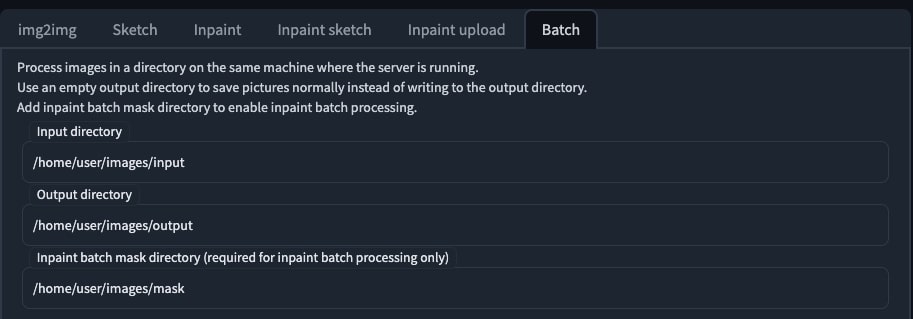 img2img Sketch Inpaint Inpaint sketch Inpaint upload Batch
Process images in a directory on the same machine where the server is running.
Use an empty output directory to save pictures normally instead of writing to the output directory.
Add inpaint batch mask directory to enable inpaint batch processing.
Input directory
/home/user/images/input
Output directory
/home/user/images/output
Inpaint batch mask directory (required for inpaint batch processing only)
/home/user/images/mask